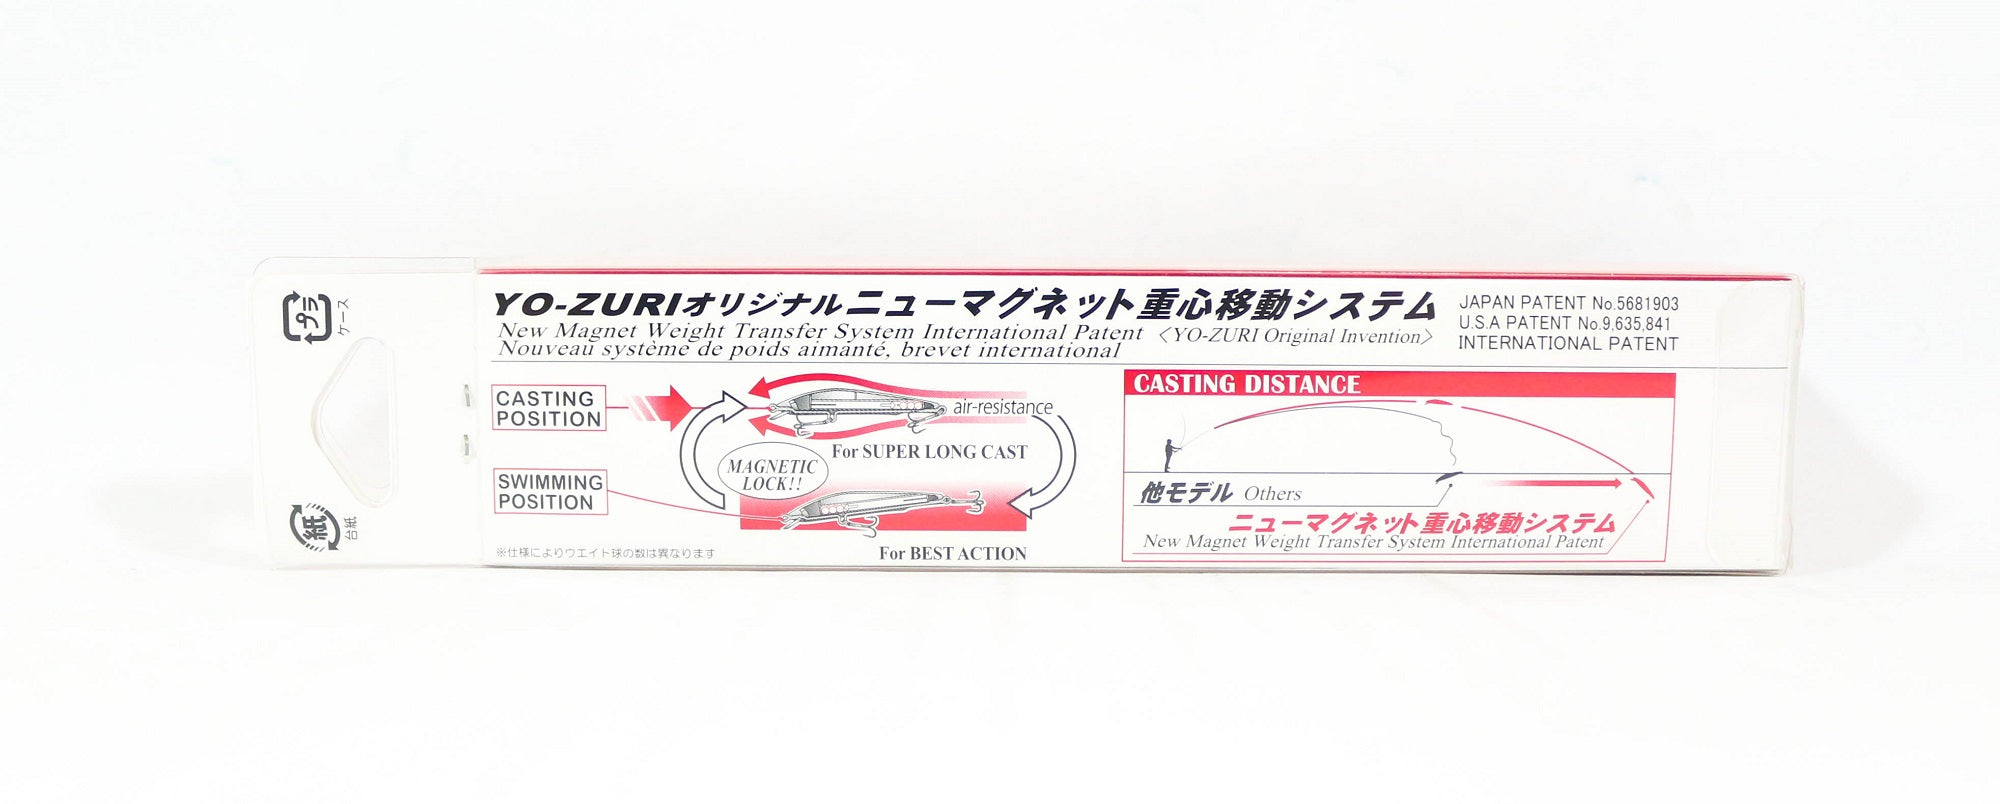 プラ
ケース
紙
台紙
YO-ZURIオリジナルニューマグネット重心移動システム
New Magnet Weight Transfer System International Patent <YO-ZURI Original Invention>
Nouveau système de poids aimanté, brevet international
JAPAN PATENT No.5681903
U.S.A PATENT No.9,635,841
INTERNATIONAL PATENT
CASTING
POSITION
air-resistance
For SUPER LONG CAST
MAGNETIC
LOCK!!
SWIMMING
POSITION
※仕様によりウエイト球の数は異なります
For BEST ACTION
CASTING DISTANCE
他モデル Others
ニューマグネット重心移動システム
New Magnet Weight Transfer System International Patent